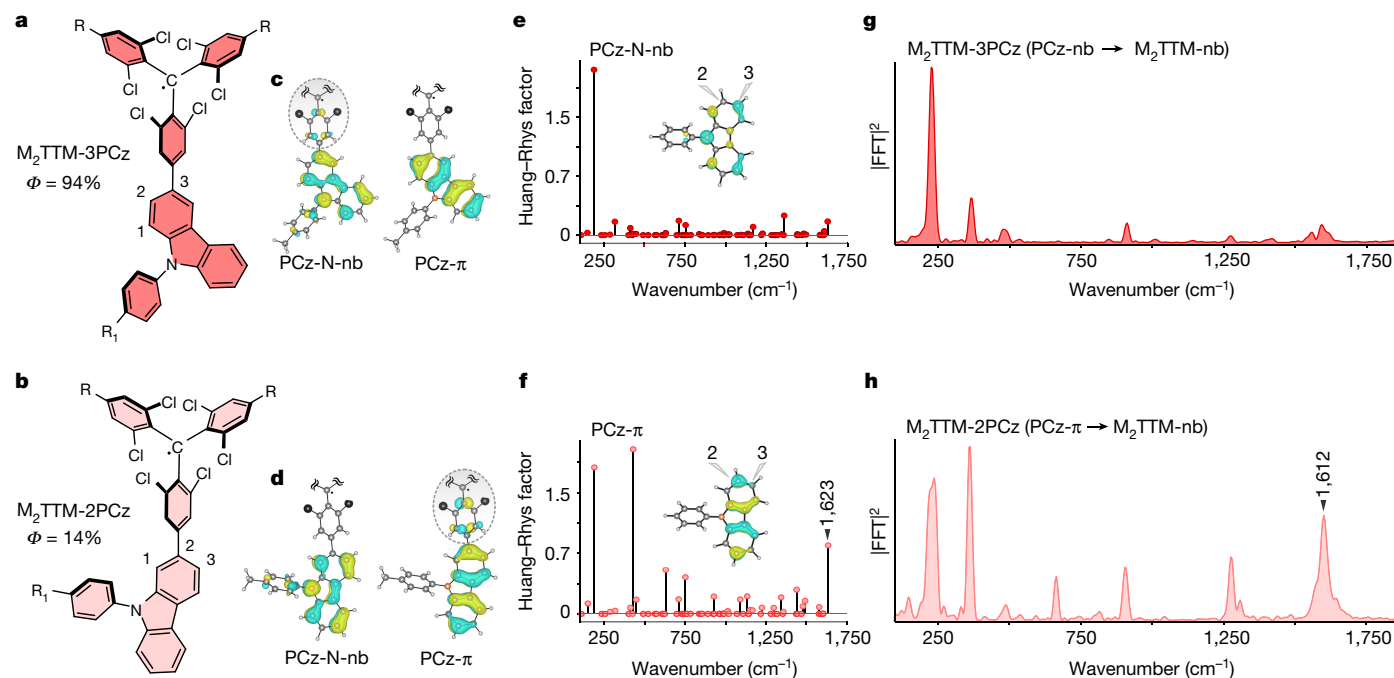 a
R
R
Cl
Cl
C
Cl
Cl
Cl
Cl
M₂TTM-3PCz
Φ = 94%
2
3
1
N
R₁
c
PCz-N-nb
PCz-π
e
PCz-N-nb
2
3
Huang–Rhys factor
1.5
0.7
0
250
750
1,250
1,750
Wavenumber (cm⁻¹)
g
M₂TTM-3PCz (PCz-nb → M₂TTM-nb)
|FFT|²
250
750
1,250
1,750
Wavenumber (cm⁻¹)
b
R
R
Cl
Cl
C
Cl
Cl
Cl
Cl
M₂TTM-2PCz
Φ = 14%
2
1
3
R₁
N
d
PCz-N-nb
PCz-π
f
PCz-π
2
3
1,623
Huang–Rhys factor
1.5
0.7
0
250
750
1,250
1,750
Wavenumber (cm⁻¹)
h
M₂TTM-2PCz (PCz-π → M₂TTM-nb)
1,612
|FFT|²
250
750
1,250
1,750
Wavenumber (cm⁻¹)